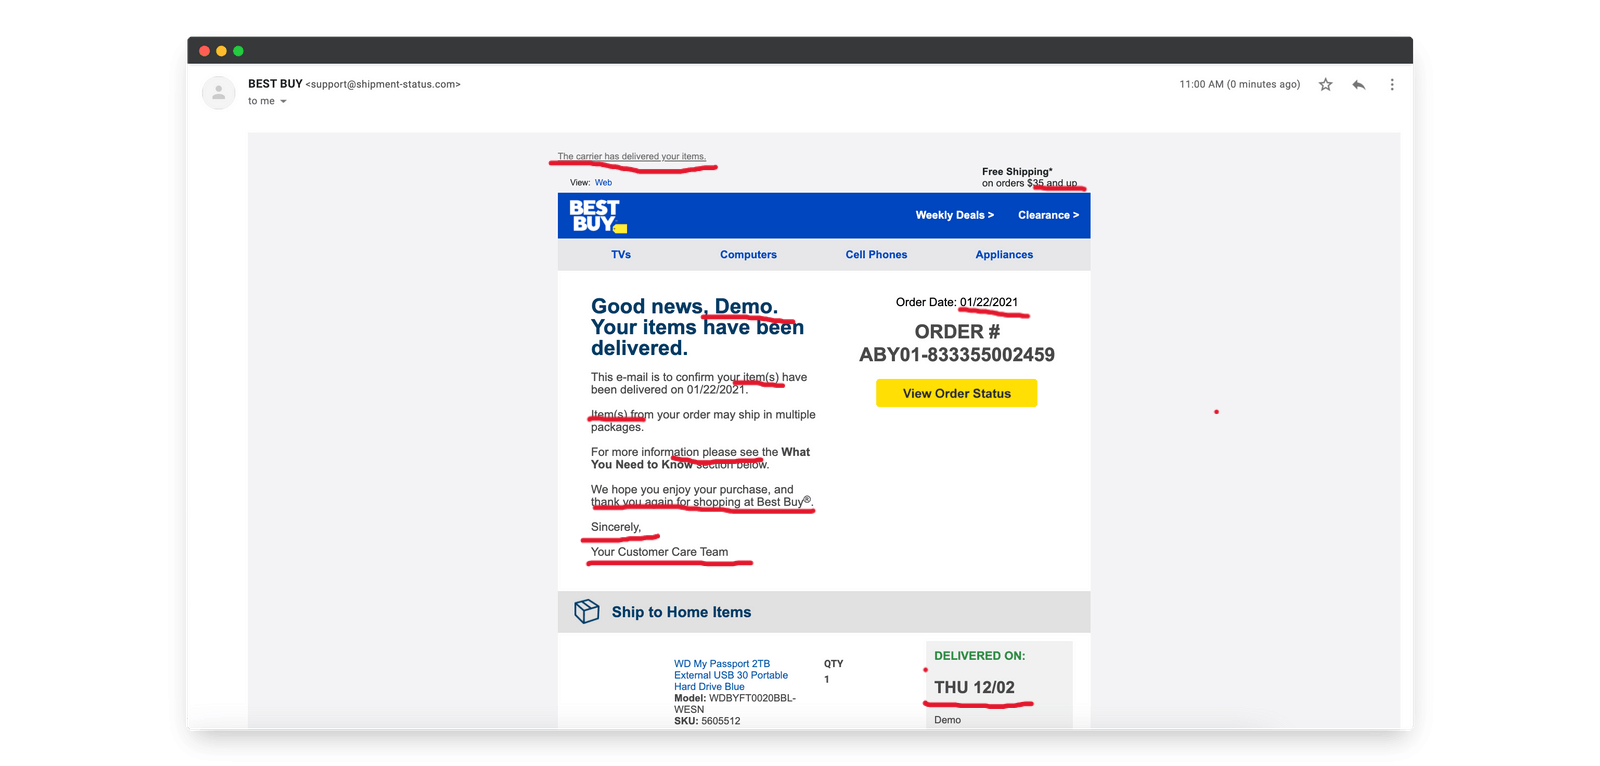 BEST BUY <support@shipment-status.com>
11:00 AM (0 minutes ago)
to me
The carrier has delivered your items.
Free Shipping*
View: Web
on orders $35 and up
BEST
BUY
Weekly Deals >
Clearance >
TVs
Computers
Cell Phones
Appliances
Good news, Demo.
Your items have been
delivered.
This e-mail is to confirm your item(s) have
been delivered on 01/22/2021.
Item(s) from your order may ship in multiple
packages.
For more information please see the What
You Need to Know section below.
We hope you enjoy your purchase, and
thank you again for shopping at Best Buy®.
Sincerely,
Your Customer Care Team
Order Date: 01/22/2021
ORDER #
ABY01-833355002459
View Order Status
Ship to Home Items
WD My Passport 2TB
External USB 30 Portable
Hard Drive Blue
Model: WDBYFT0020BBL-
WESN
SKU: 5605512
QTY
1
DELIVERED ON:
THU 12/02
Demo